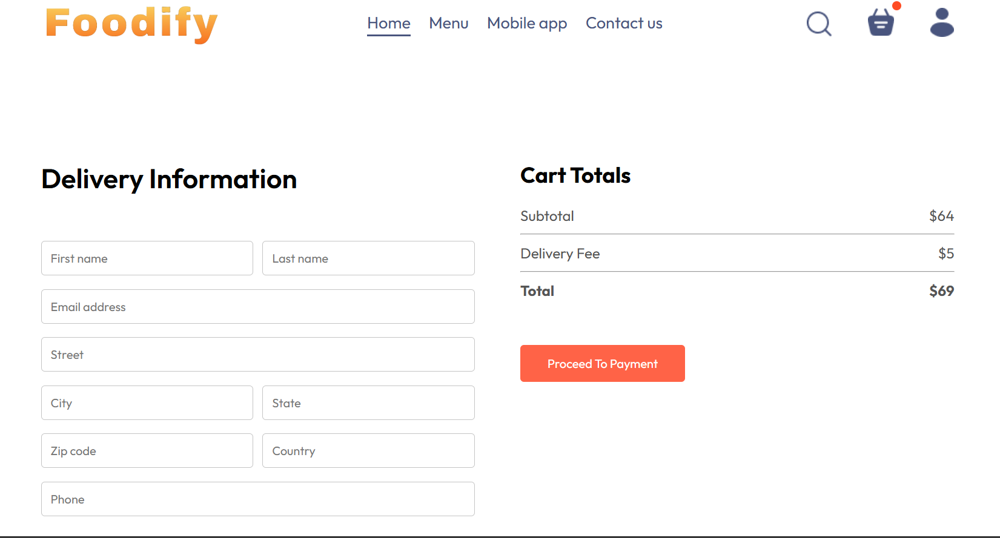 Foodify
Home Menu Mobile app Contact us
Delivery Information
First name Last name
Email address
Street
City State
Zip code Country
Phone
Cart Totals
Subtotal $64
Delivery Fee $5
Total $69
Proceed To Payment